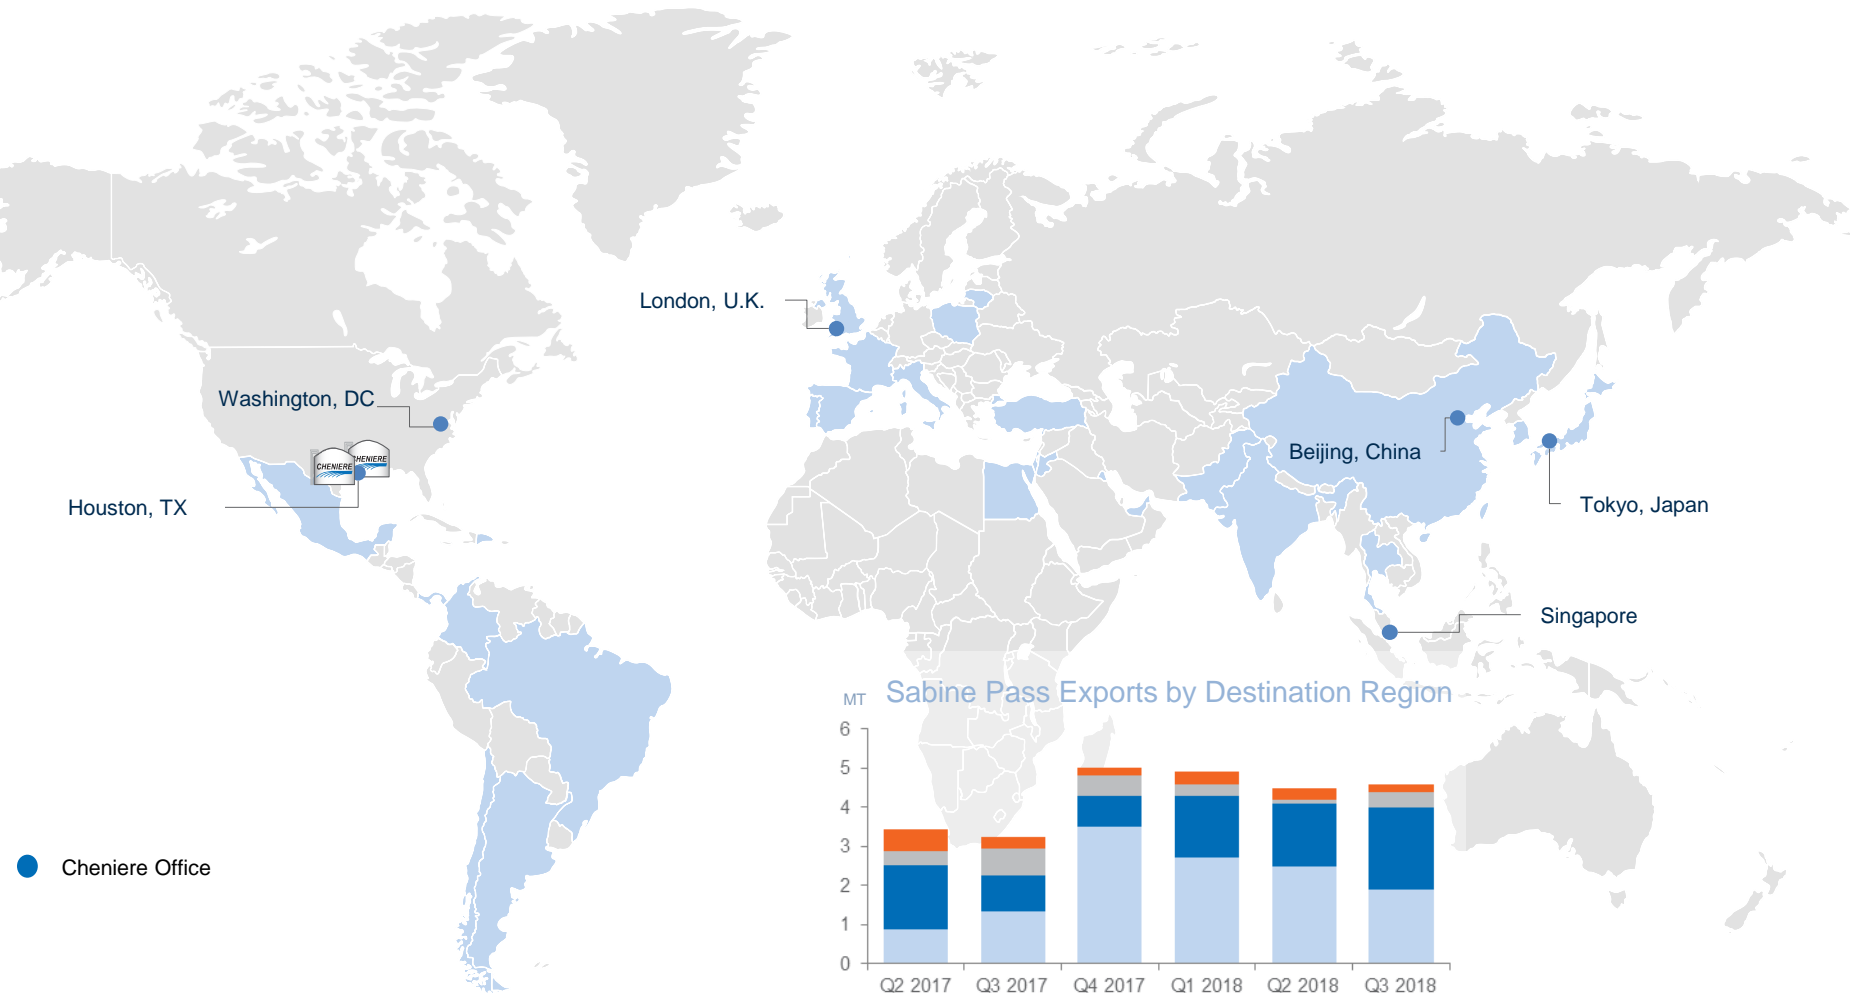 London, U.K.
Washington, DC
CHENIERE
CHENIERE
Beijing, China
Houston, TX
Tokyo, Japan
Singapore
MT Sabine Pass Exports by Destination Region
6
5
4
3
2
1
0
Q2 2017 Q3 2017 Q4 2017 Q1 2018 Q2 2018 Q3 2018
Cheniere Office